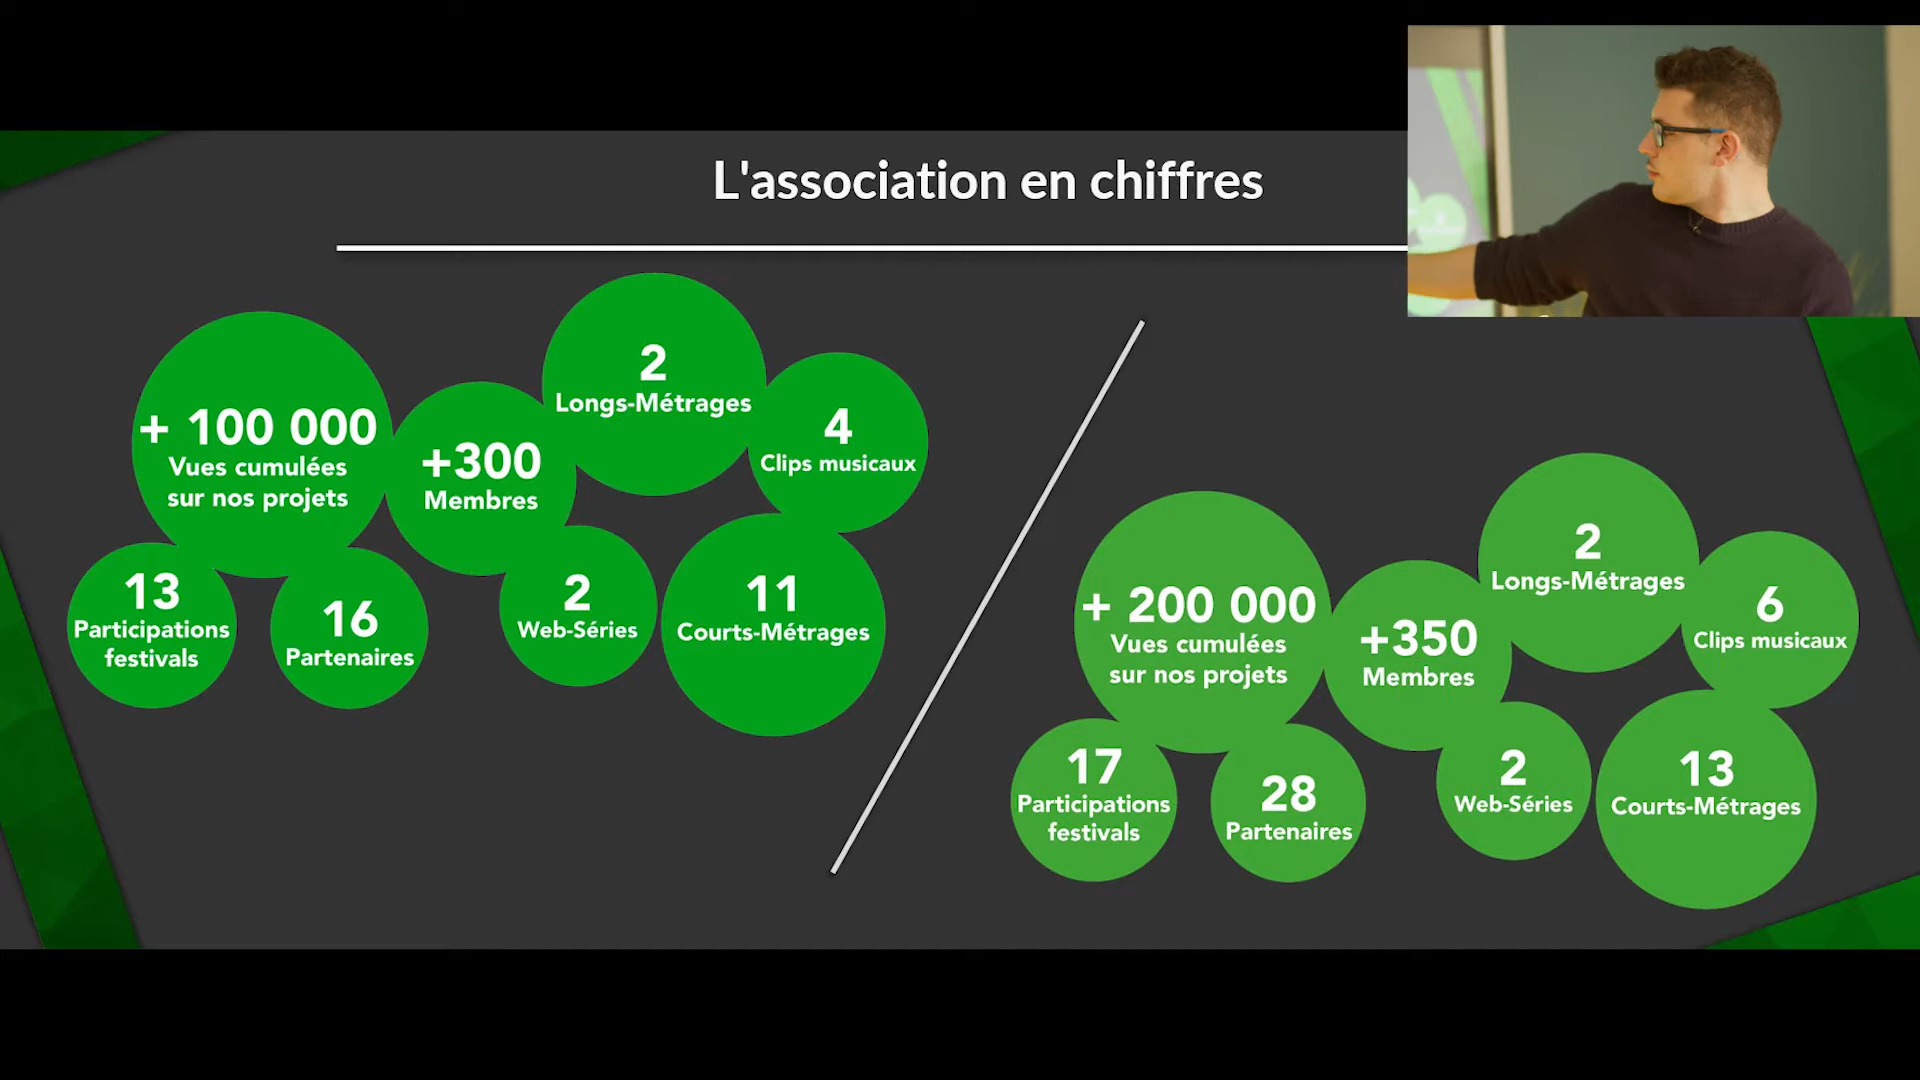 L'association en chiffres
+ 100 000
Vues cumulées
sur nos projets
+300
Membres
2
Longs-Métrages
4
Clips musicaux
13
Participations
festivals
16
Partenaires
2
Web-Séries
11
Courts-Métrages
+ 200 000
Vues cumulées
sur nos projets
+350
Membres
2
Longs-Métrages
6
Clips musicaux
17
Participations
festivals
28
Partenaires
2
Web-Séries
13
Courts-Métrages